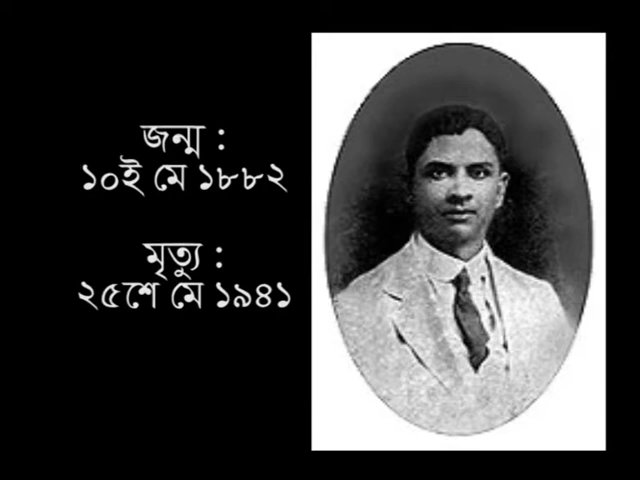 জন্ম :
১০ই মে ১৮৮২
মৃত্যু :
২৫শে মে ১৯৪১